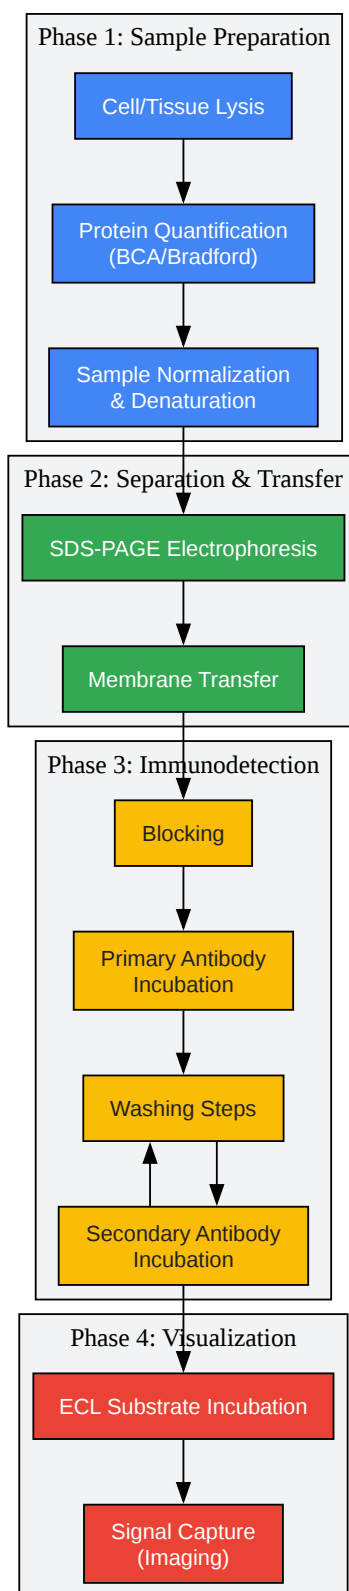 Phase 1: Sample Preparation
Cell/Tissue Lysis
Protein Quantification
(BCA/Bradford)
Sample Normalization
& Denaturation
Phase 2: Separation & Transfer
SDS-PAGE Electrophoresis
Membrane Transfer
Phase 3: Immunodetection
Blocking
Primary Antibody
Incubation
Washing Steps
Secondary Antibody
Incubation
Phase 4: Visualization
ECL Substrate Incubation
Signal Capture
(Imaging)